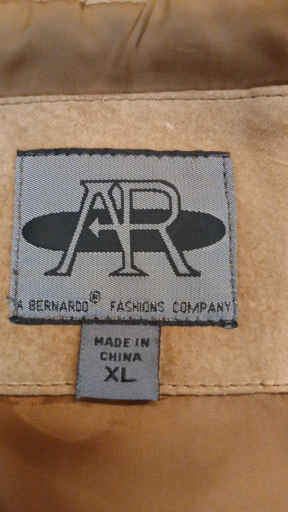 AR
A BERNARDO® FASHIONS COMPANY
MADE IN
CHINA
XL